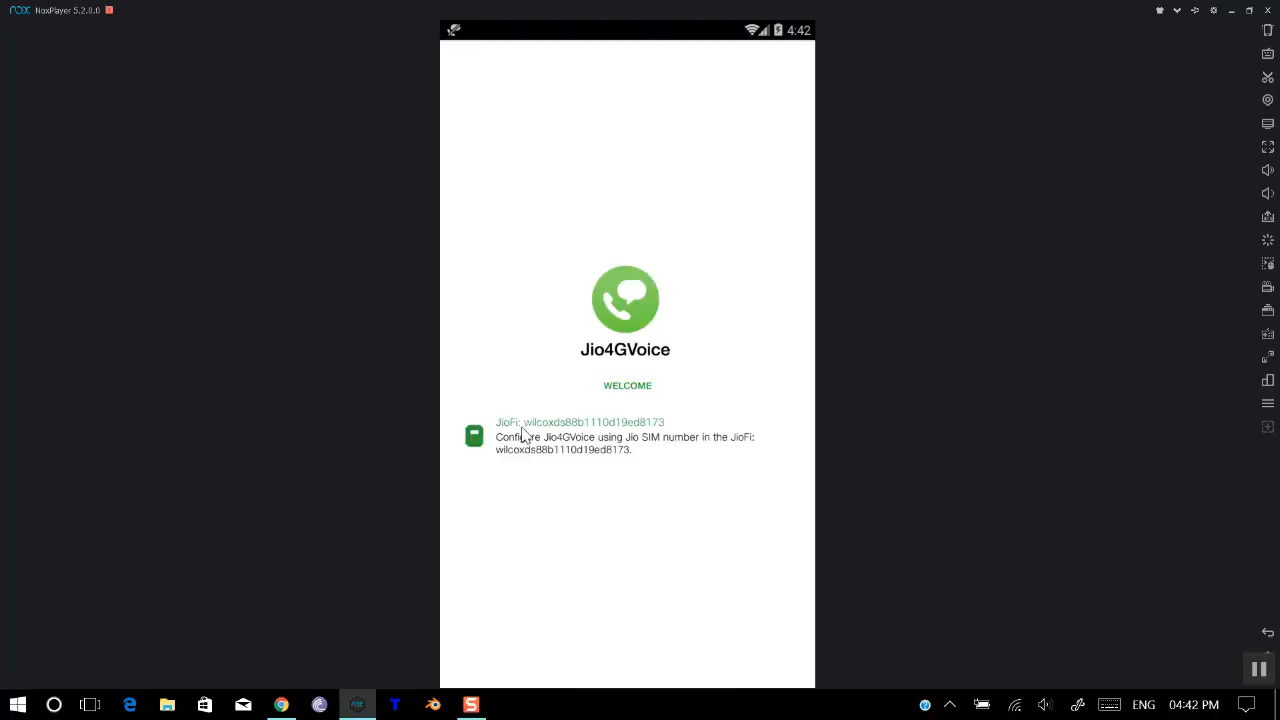 nox NoxPlayer 5.2.0.0
4:42
Jio4GVoice
WELCOME
JioFi: wilcoxds88b1110d19ed8173
Configure Jio4GVoice using Jio SIM number in the JioFi:
wilcoxds88b1110d19ed8173.
ENG 04:42 PM